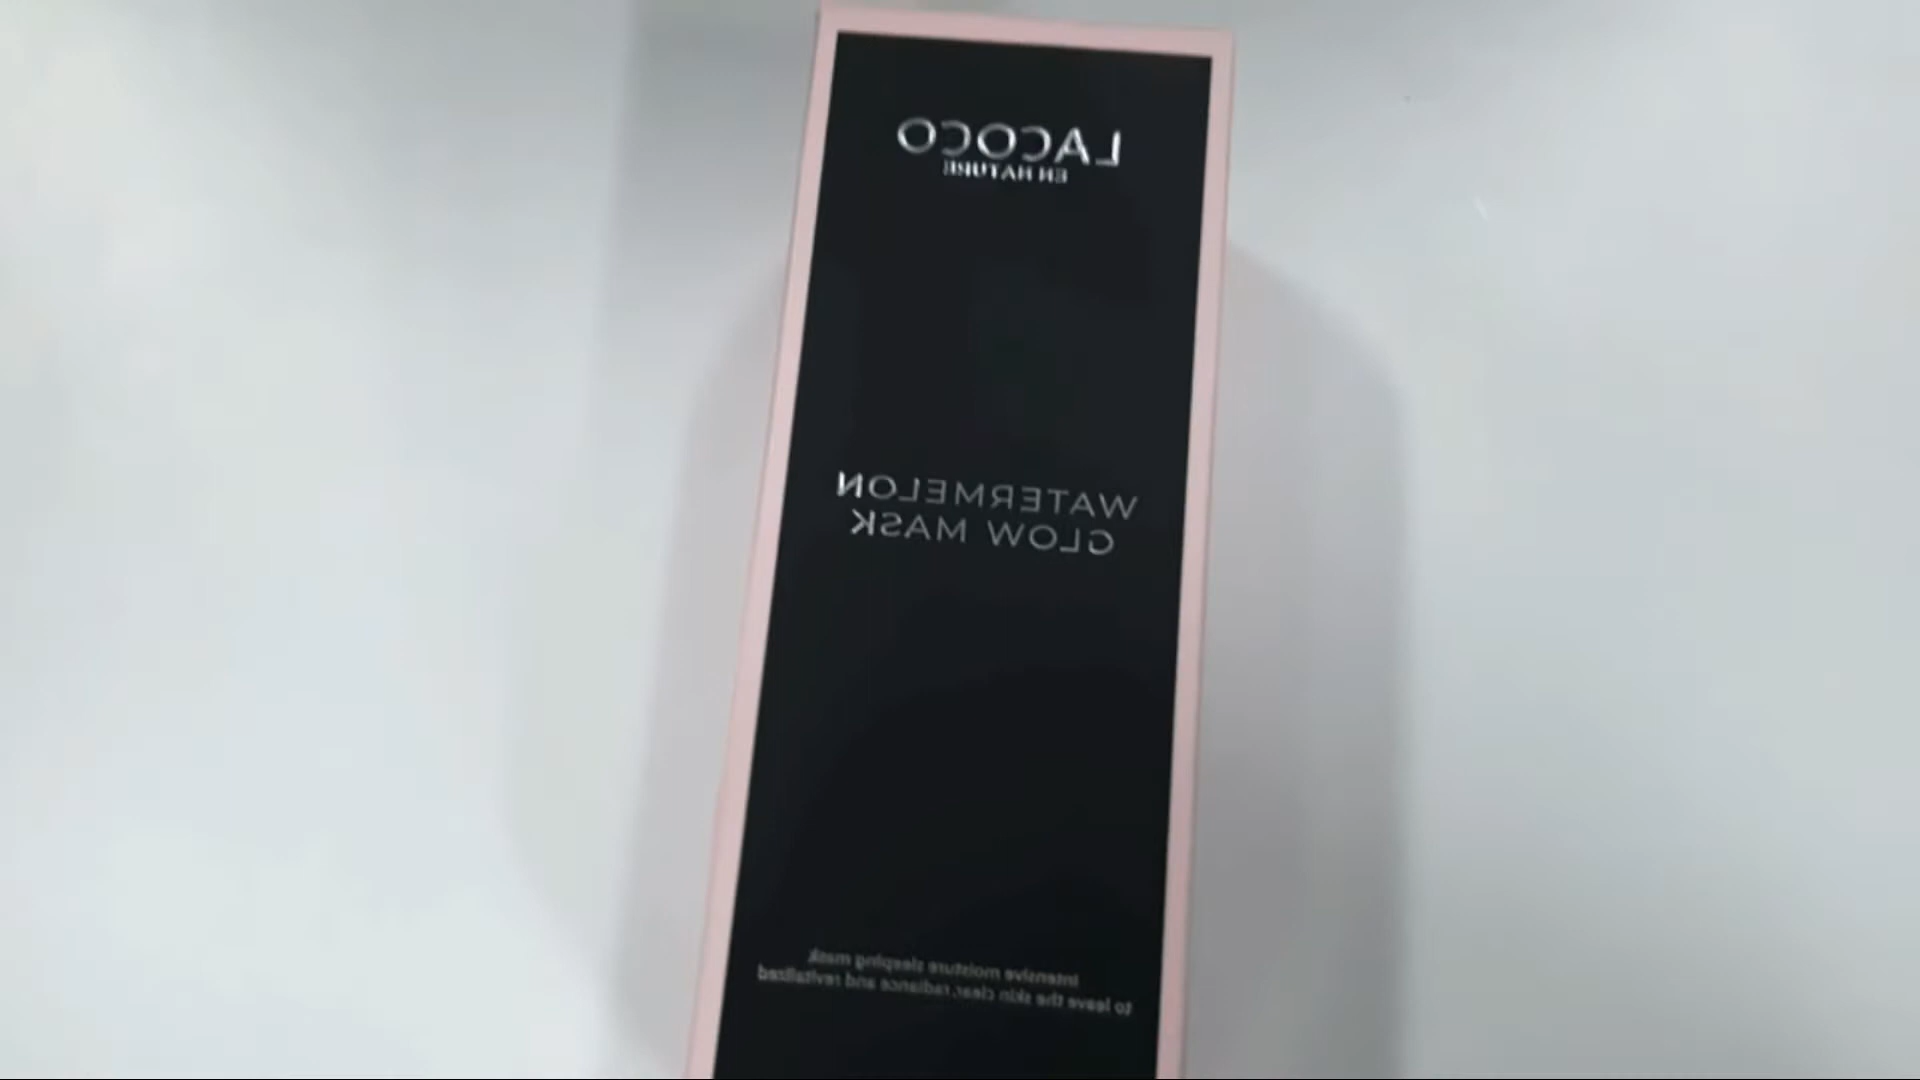 LACOCO
EN NATURE
WATERMELON
GLOW MASK
Intensive moisture sleeping mask
to leave the skin clear, radiance and revitalized